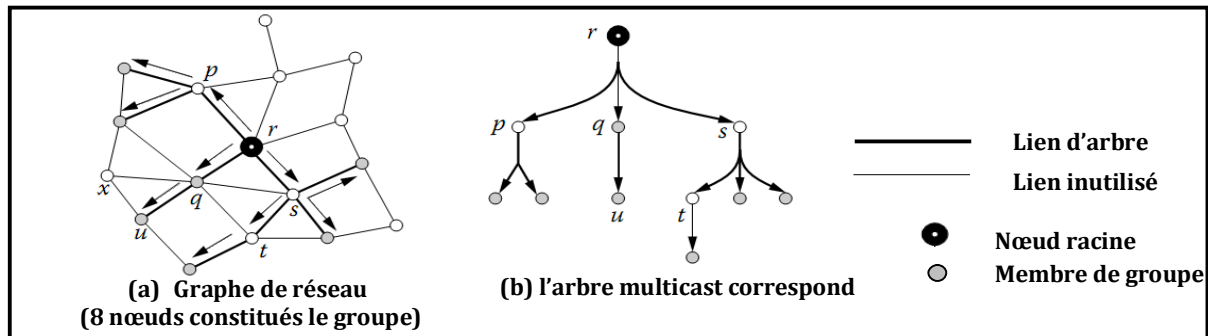 p
r
x
q
s
u
t
(a) Graphe de réseau
(8 nœuds constitués le groupe)
r
p
q
s
u
t
(b) l'arbre multicast correspond
Lien d'arbre
Lien inutilisé
Nœud racine
Membre de groupe